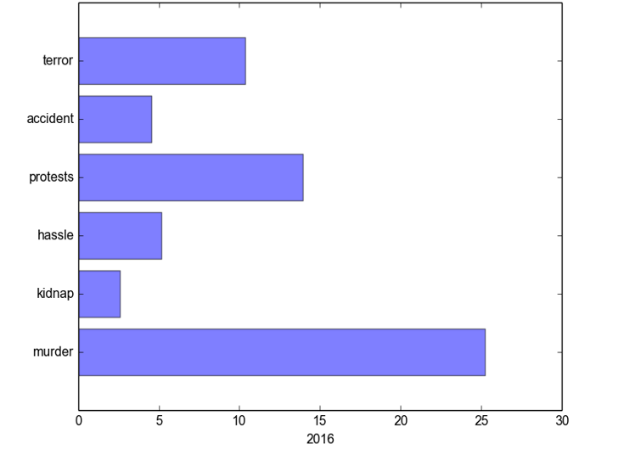 terror
accident
protests
hassle
kidnap
murder
0 5 10 15 20 25 30
2016